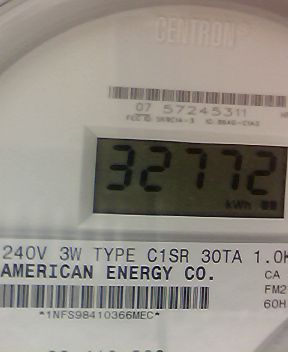 CENTRON
07 57245311
32772
kWh
240V 3W TYPE C1SR 30TA 1.0K
AMERICAN ENERGY CO.
CA
FM2
60H
*1NFS98410366MEC*